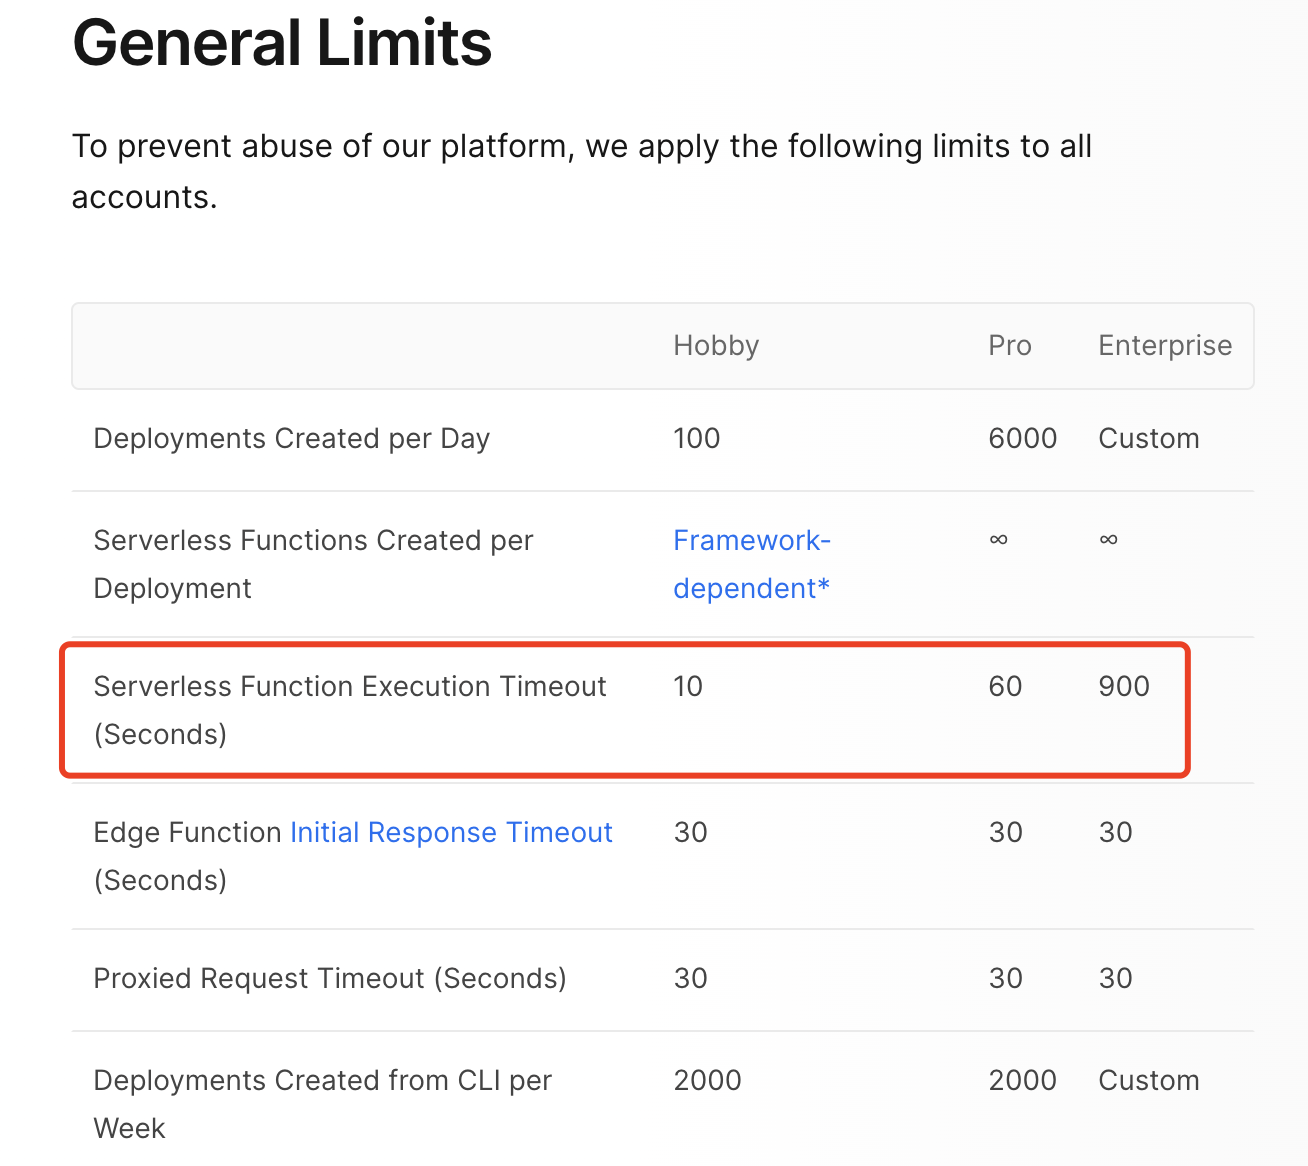 General Limits
To prevent abuse of our platform, we apply the following limits to all
accounts.
Hobby Pro Enterprise
Deployments Created per Day 100 6000 Custom
Serverless Functions Created per Framework- ∞ ∞
Deployment dependent*
Serverless Function Execution Timeout 10 60 900
(Seconds)
Edge Function Initial Response Timeout 30 30 30
(Seconds)
Proxied Request Timeout (Seconds) 30 30 30
Deployments Created from CLI per 2000 2000 Custom
Week